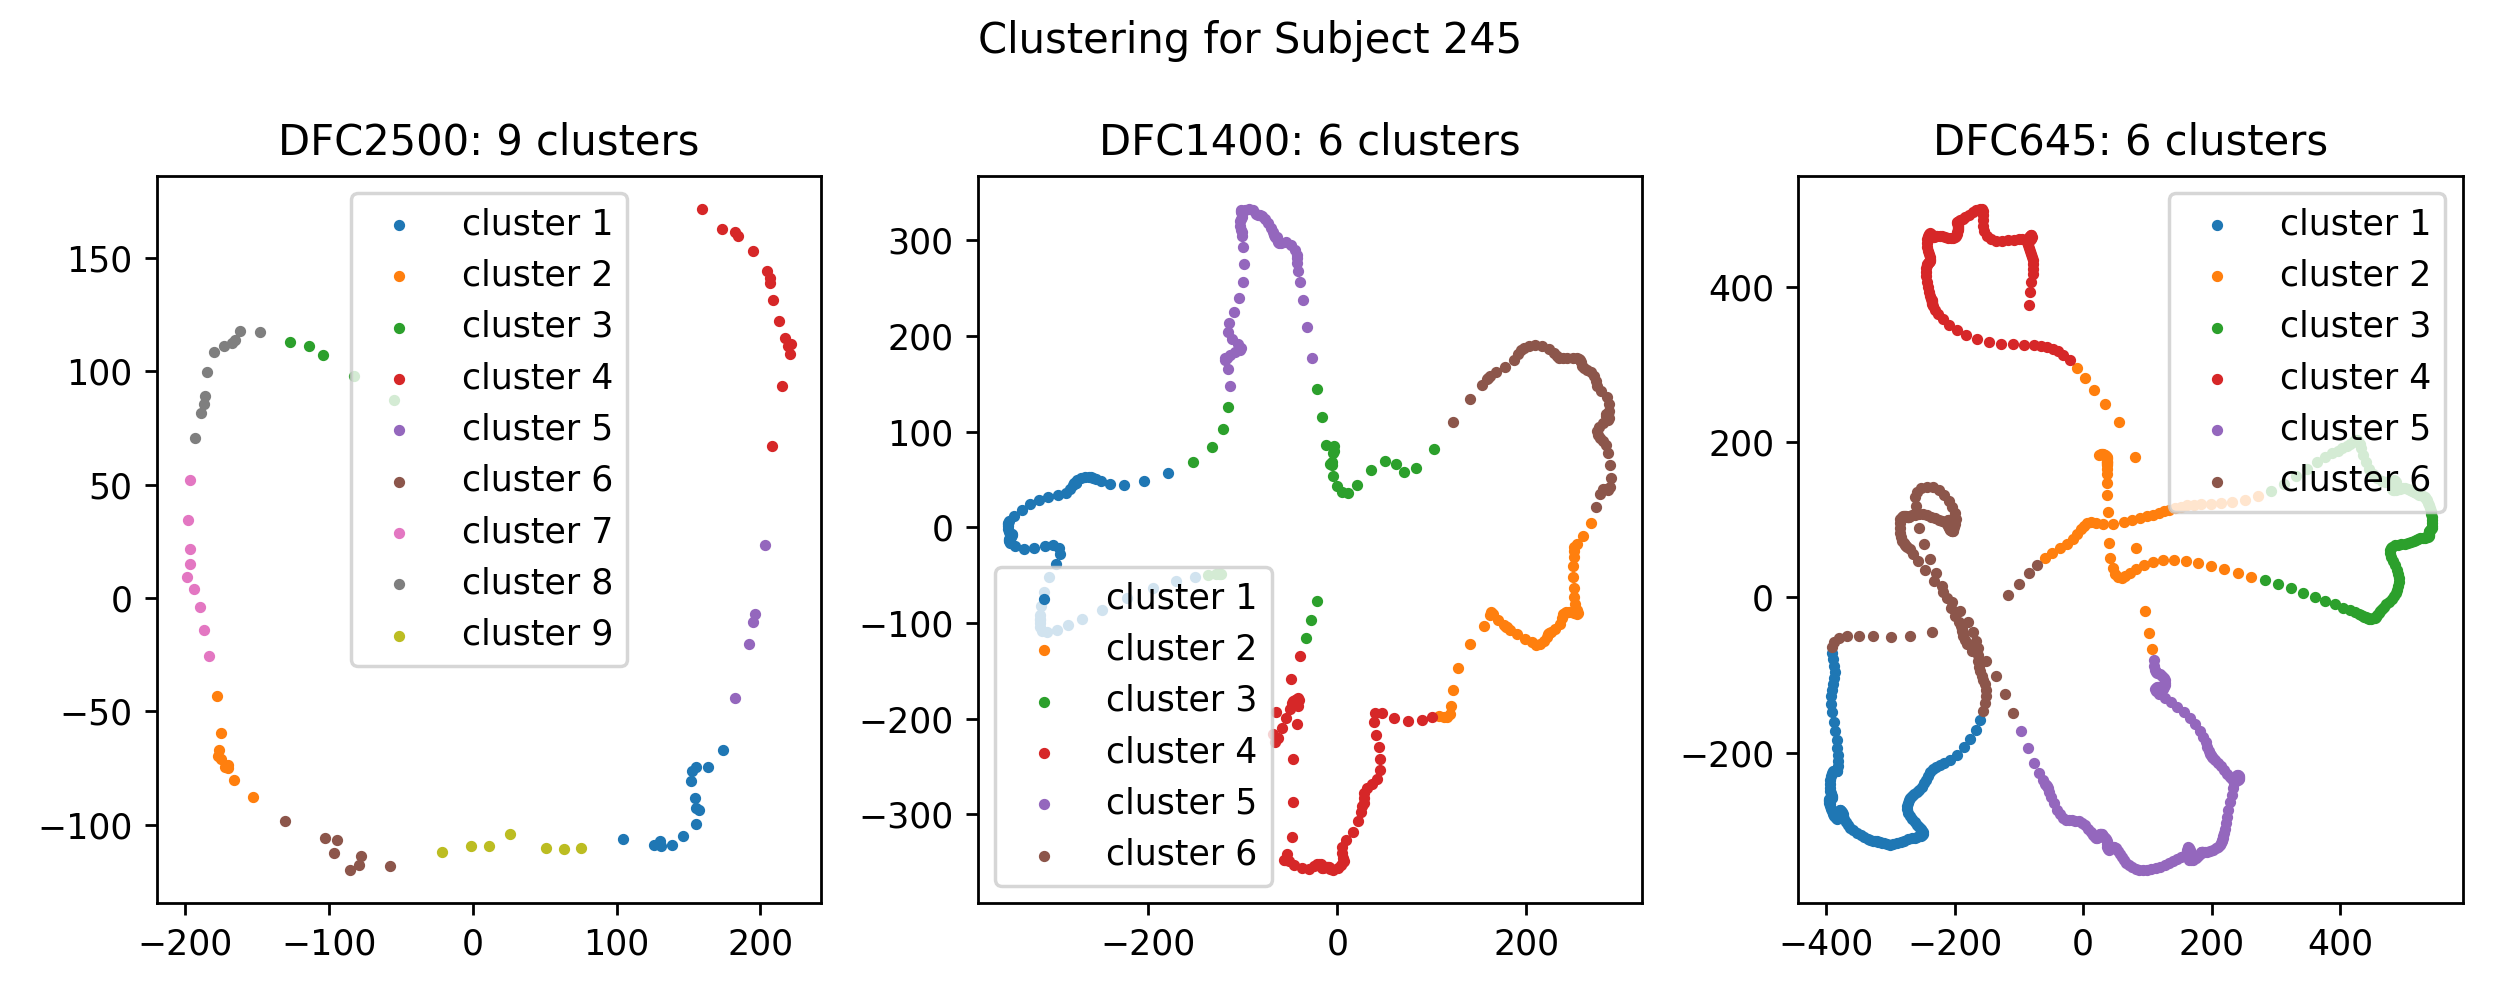 Clustering for Subject 245
DFC2500: 9 clusters
150
100
50
0
−50
−100
−200
−100
0
100
200
cluster 1
cluster 2
cluster 3
cluster 4
cluster 5
cluster 6
cluster 7
cluster 8
cluster 9
DFC1400: 6 clusters
300
200
100
0
−100
−200
−300
−200
0
200
cluster 1
cluster 2
cluster 3
cluster 4
cluster 5
cluster 6
DFC645: 6 clusters
400
200
0
−200
−400
−200
0
200
400
cluster 1
cluster 2
cluster 3
cluster 4
cluster 5
cluster 6